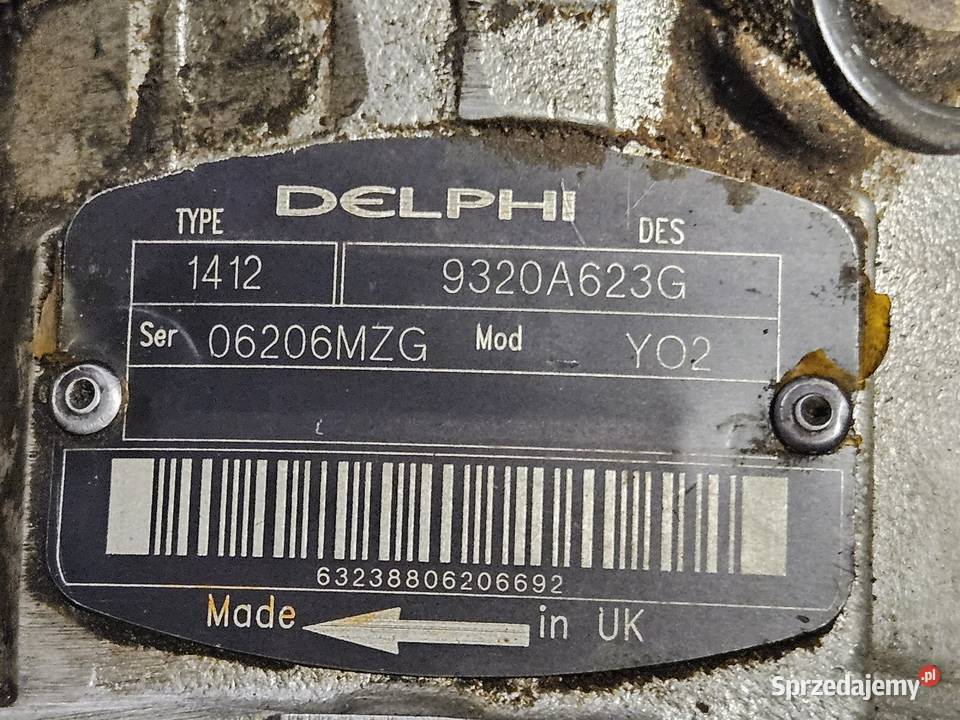 DELPHI
TYPE DES
1412 9320A623G
Ser 06206MZG Mod YO2
63238806206692
Made in UK
Sprzedajemy.pl